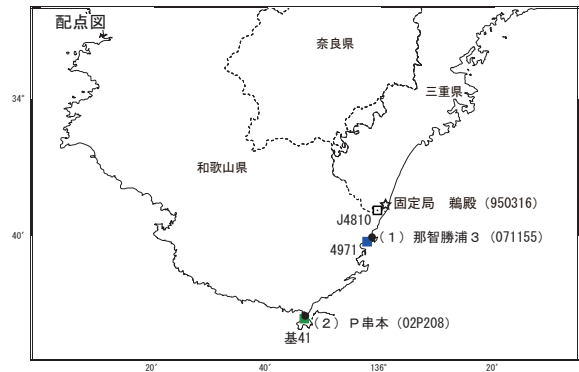 配点図
奈良県
34°
三重県
和歌山県
固定局　鵜殿（950316）
J4810
40′
（１）那智勝浦３（071155）
4971
（２）Ｐ串本（02P208）
基41
20′
40′
136°
20′